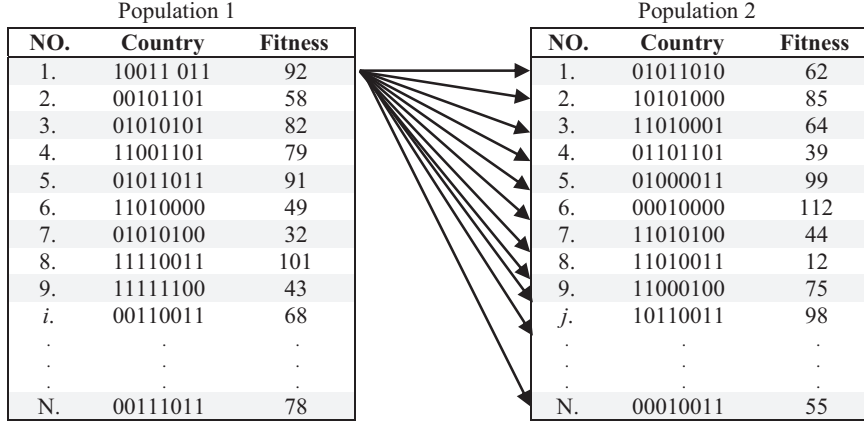 Population 1 Population 2
NO. Country Fitness NO. Country Fitness
1. 10011 011 92 1. 01011010 62
2. 00101101 58 2. 10101000 85
3. 01010101 82 3. 11010001 64
4. 11001101 79 4. 01101101 39
5. 01011011 91 5. 01000011 99
6. 11010000 49 6. 00010000 112
7. 01010100 32 7. 11010100 44
8. 11110011 101 8. 11010011 12
9. 11111100 43 9. 11000100 75
i. 00110011 68 j. 10110011 98
. . . . . .
. . . . . .
. . . . . .
N. 00111011 78 N. 00010011 55